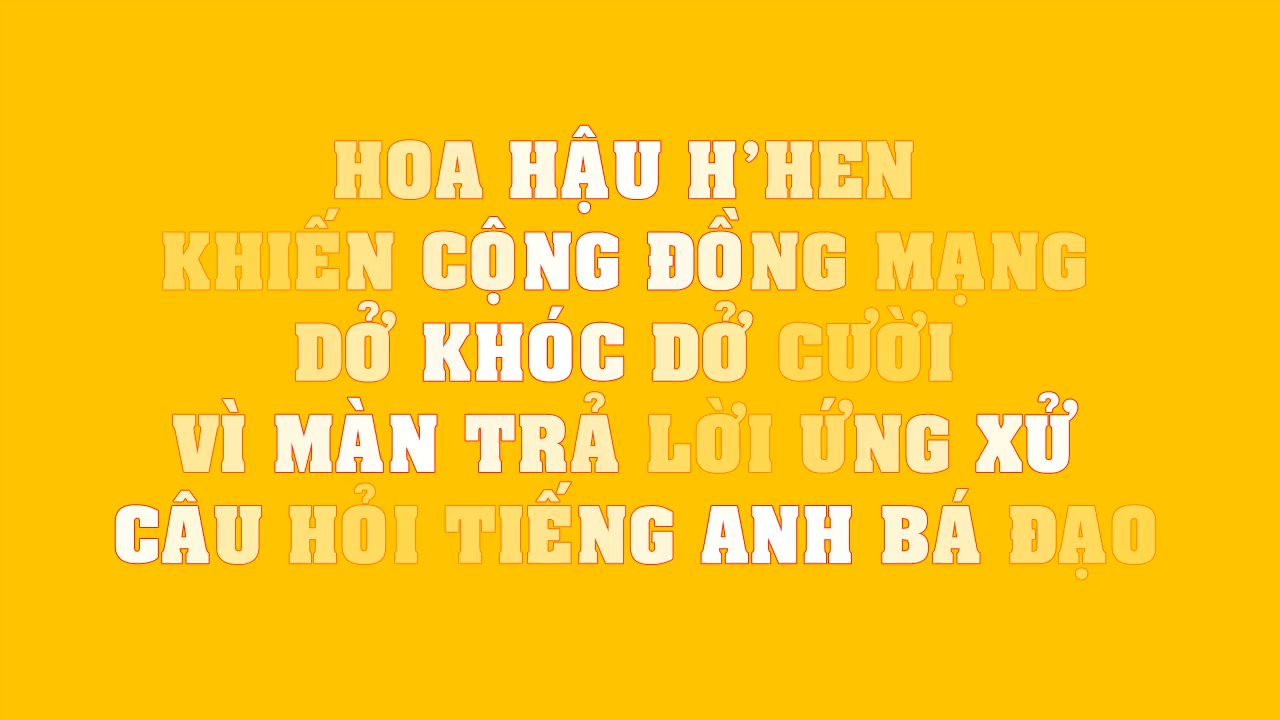 HOA HẬU H’HEN
KHIẾN CỘNG ĐỒNG MẠNG
DỞ KHÓC DỞ CƯỜI
VÌ MÀN TRẢ LỜI ỨNG XỬ
CÂU HỎI TIẾNG ANH BÁ ĐẠO